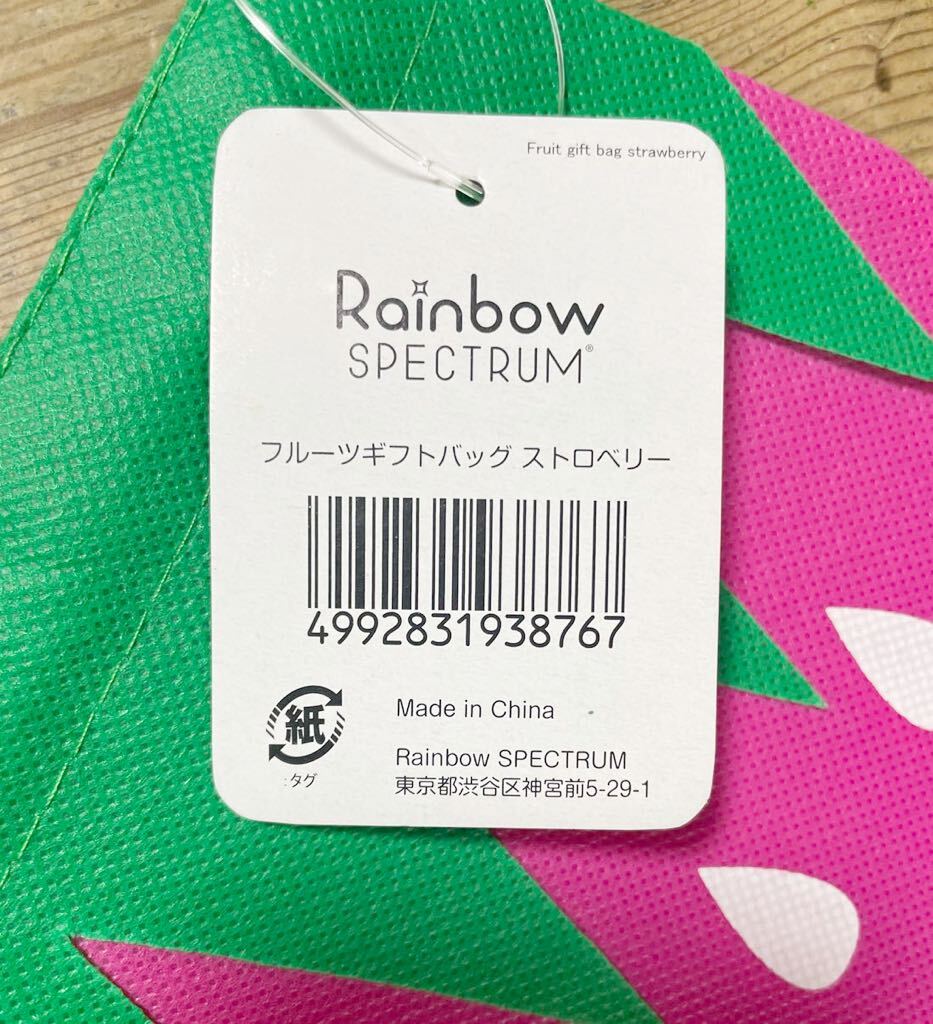 Fruit gift bag strawberry
Rainbow
SPECTRUM®
フルーツギフトバッグ ストロベリー
4992831938767
紙
:タグ
Made in China
Rainbow SPECTRUM
東京都渋谷区神宮前5-29-1